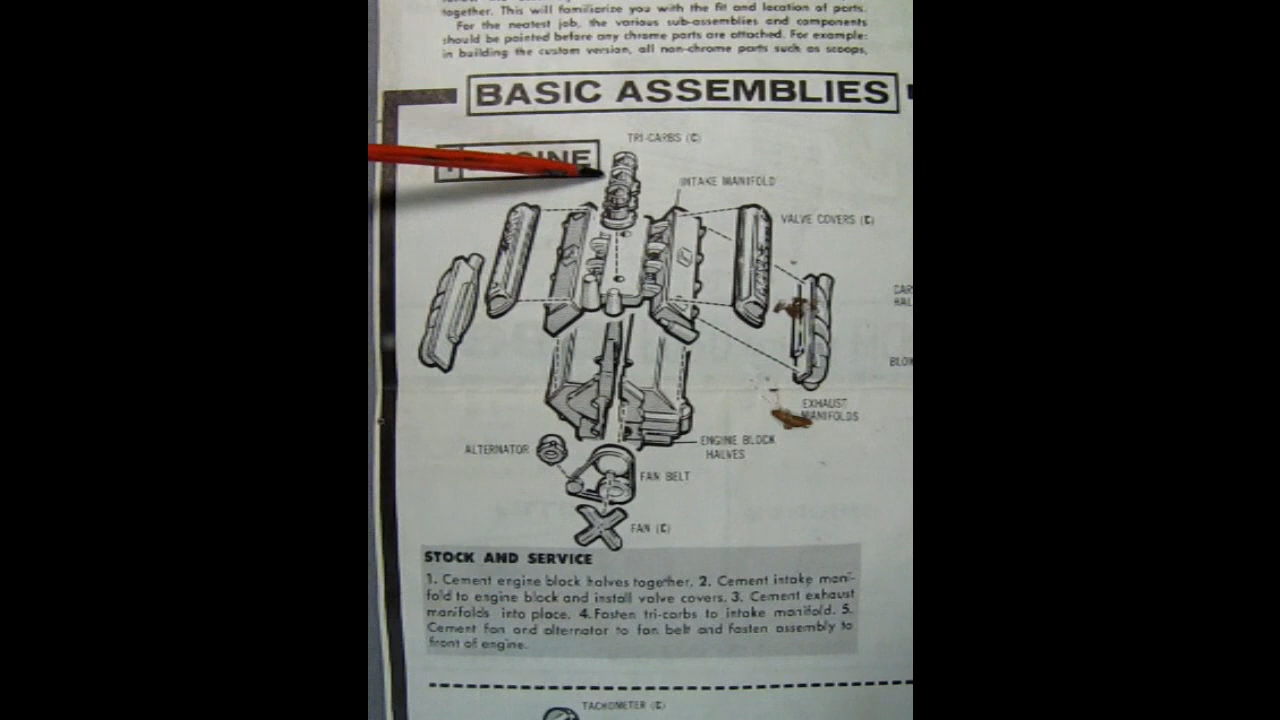 together. This will familiarize you with the fit and location of parts.
For the neatest job, the various sub-assemblies and components
should be painted before any chrome parts are attached. For example:
in building the custom version, all non-chrome parts such as scoops,
BASIC ASSEMBLIES
TRI-CARBS (C)
ENGINE
INTAKE MANIFOLD
VALVE COVERS (C)
EXHAUST
MANIFOLDS
ALTERNATOR
ENGINE BLOCK
HALVES
FAN BELT
FAN (C)
STOCK AND SERVICE
1. Cement engine block halves together. 2. Cement intake mani-
fold to engine block and install valve covers. 3. Cement exhaust
manifolds into place. 4. Fasten tri-carbs to intake manifold. 5.
Cement fan and alternator to fan belt and fasten assembly to
front of engine.
TACHOMETER (C)